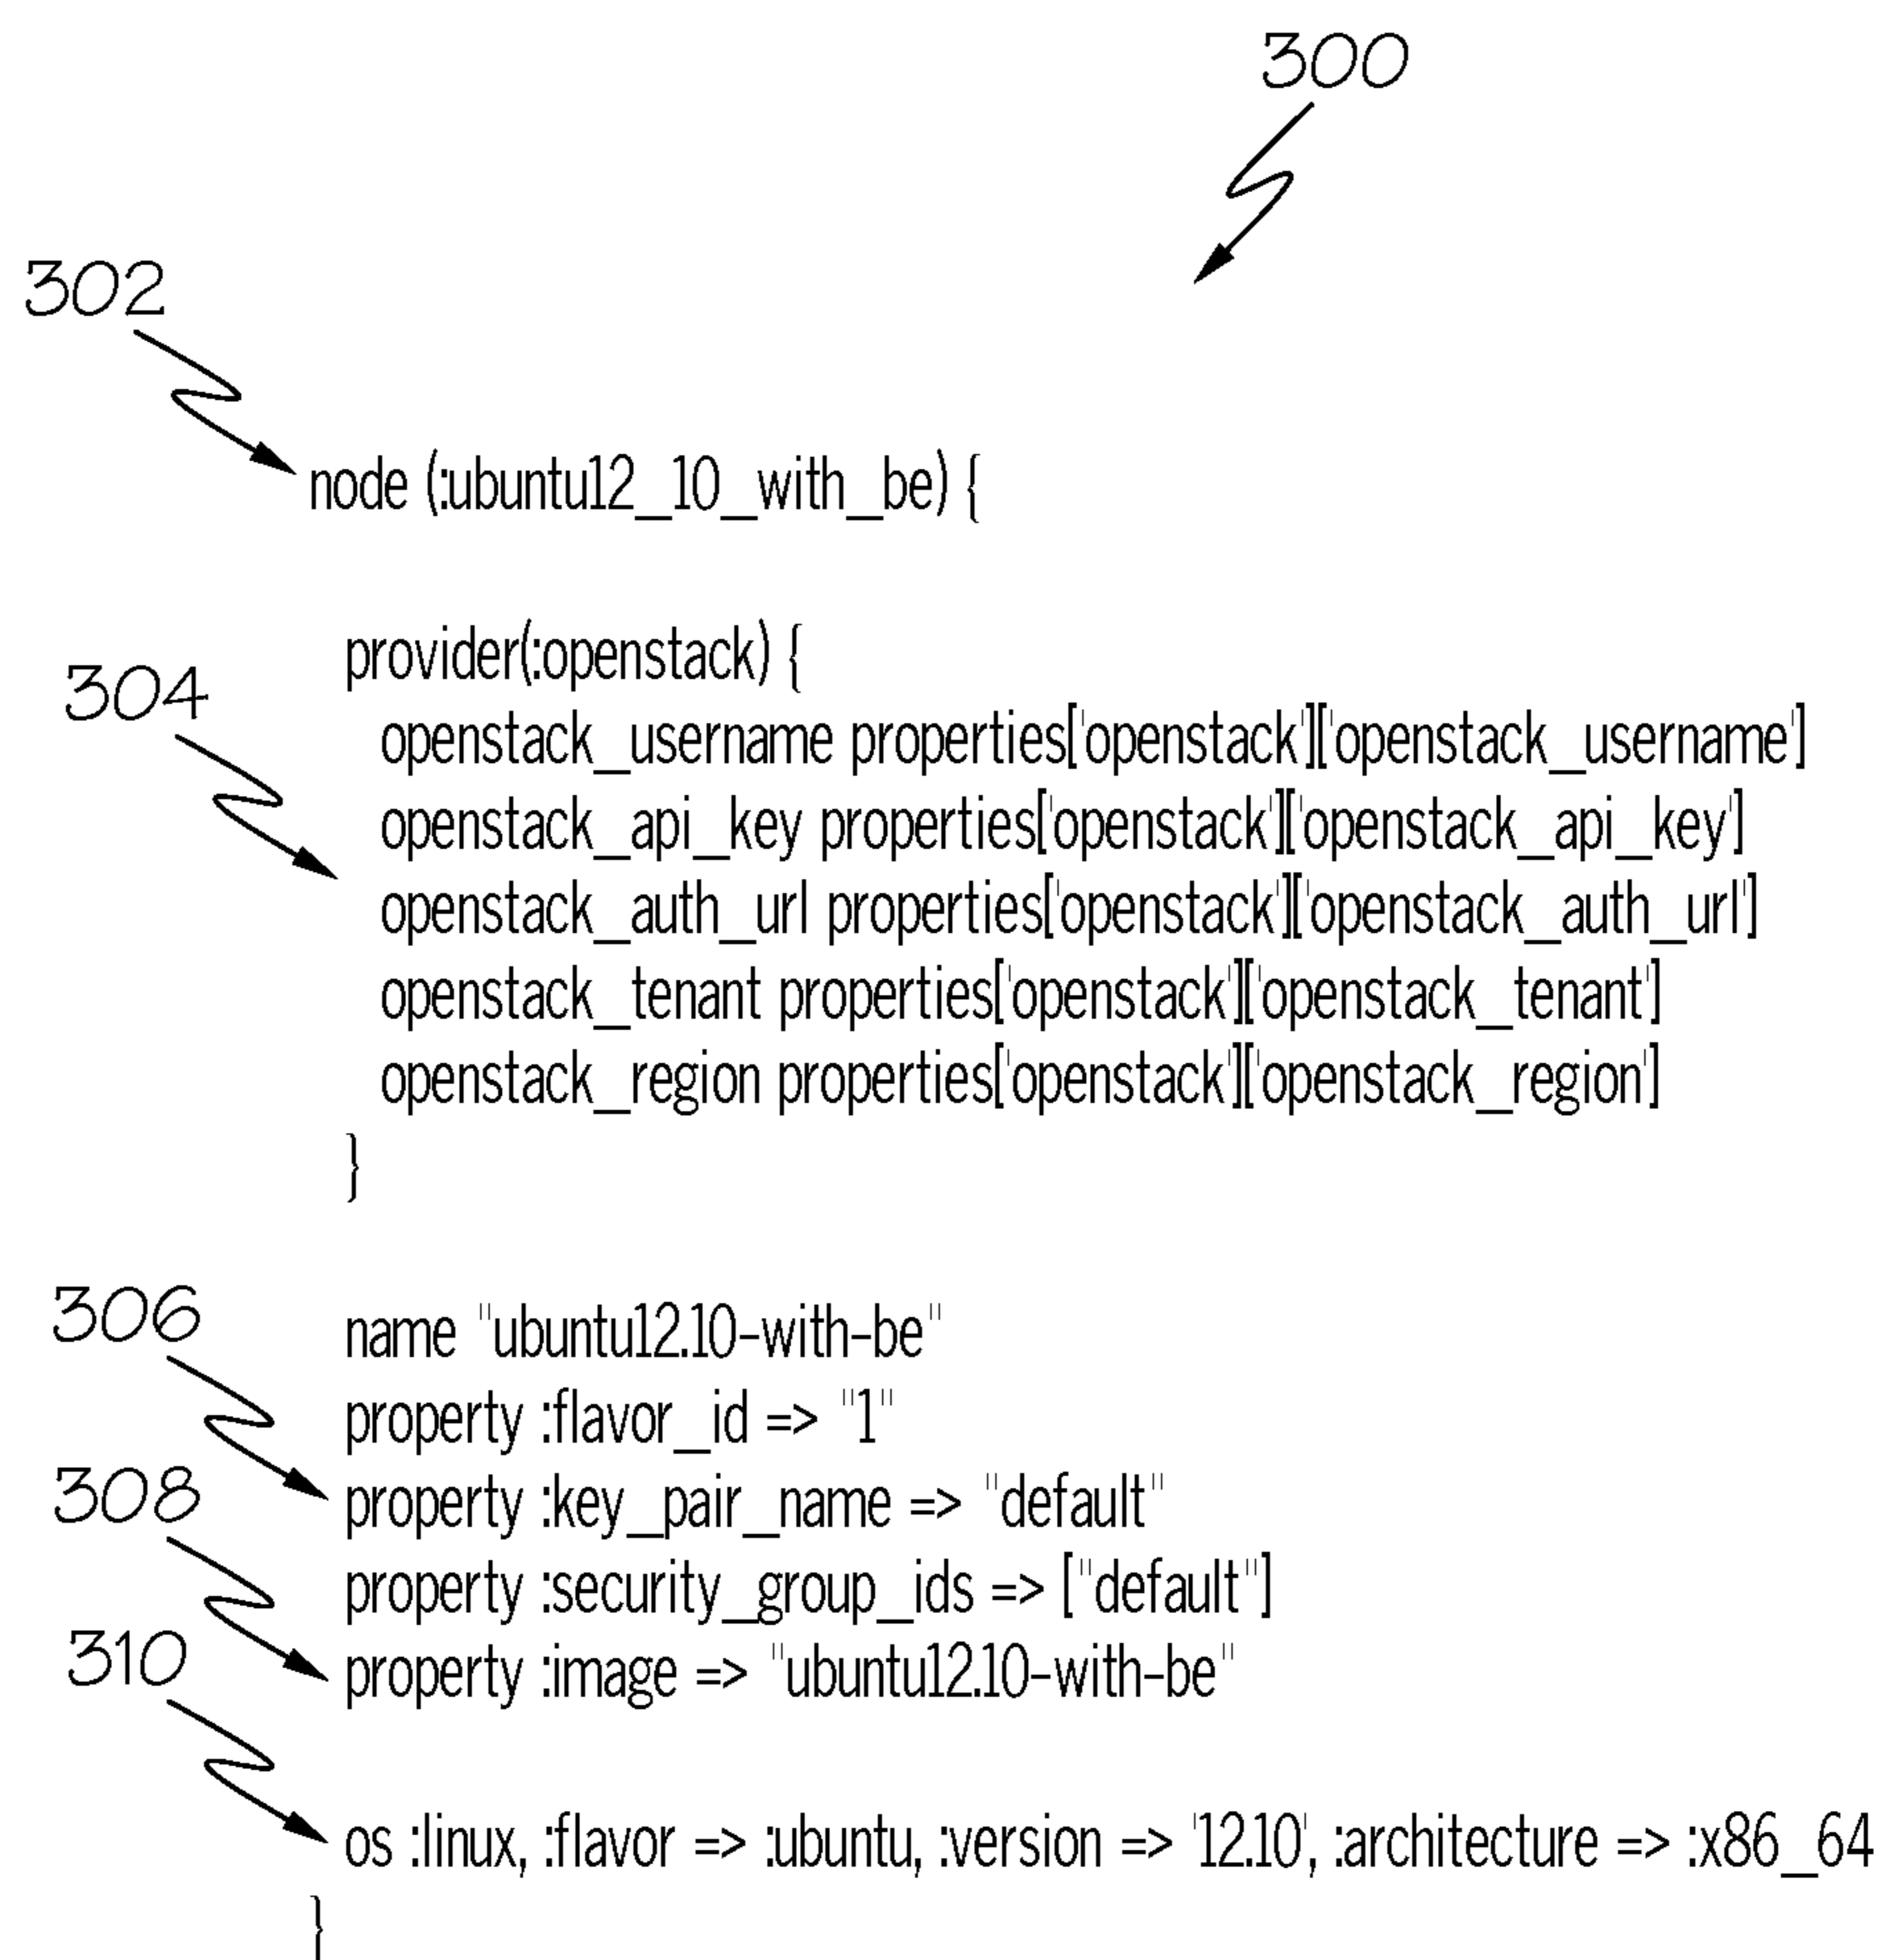 300
302
node (:ubuntu12_10_with_be) {
provider(:openstack) {
304
openstack_username properties['openstack']['openstack_username']
openstack_api_key properties['openstack']['openstack_api_key']
openstack_auth_url properties['openstack']['openstack_auth_url']
openstack_tenant properties['openstack']['openstack_tenant']
openstack_region properties['openstack']['openstack_region']
}
306
name "ubuntu12.10-with-be"
property :flavor_id => "1"
308
property :key_pair_name => "default"
property :security_group_ids => ["default"]
310
property :image => "ubuntu12.10-with-be"
os :linux, :flavor => :ubuntu, :version => '12.10', :architecture => :x86_64
}